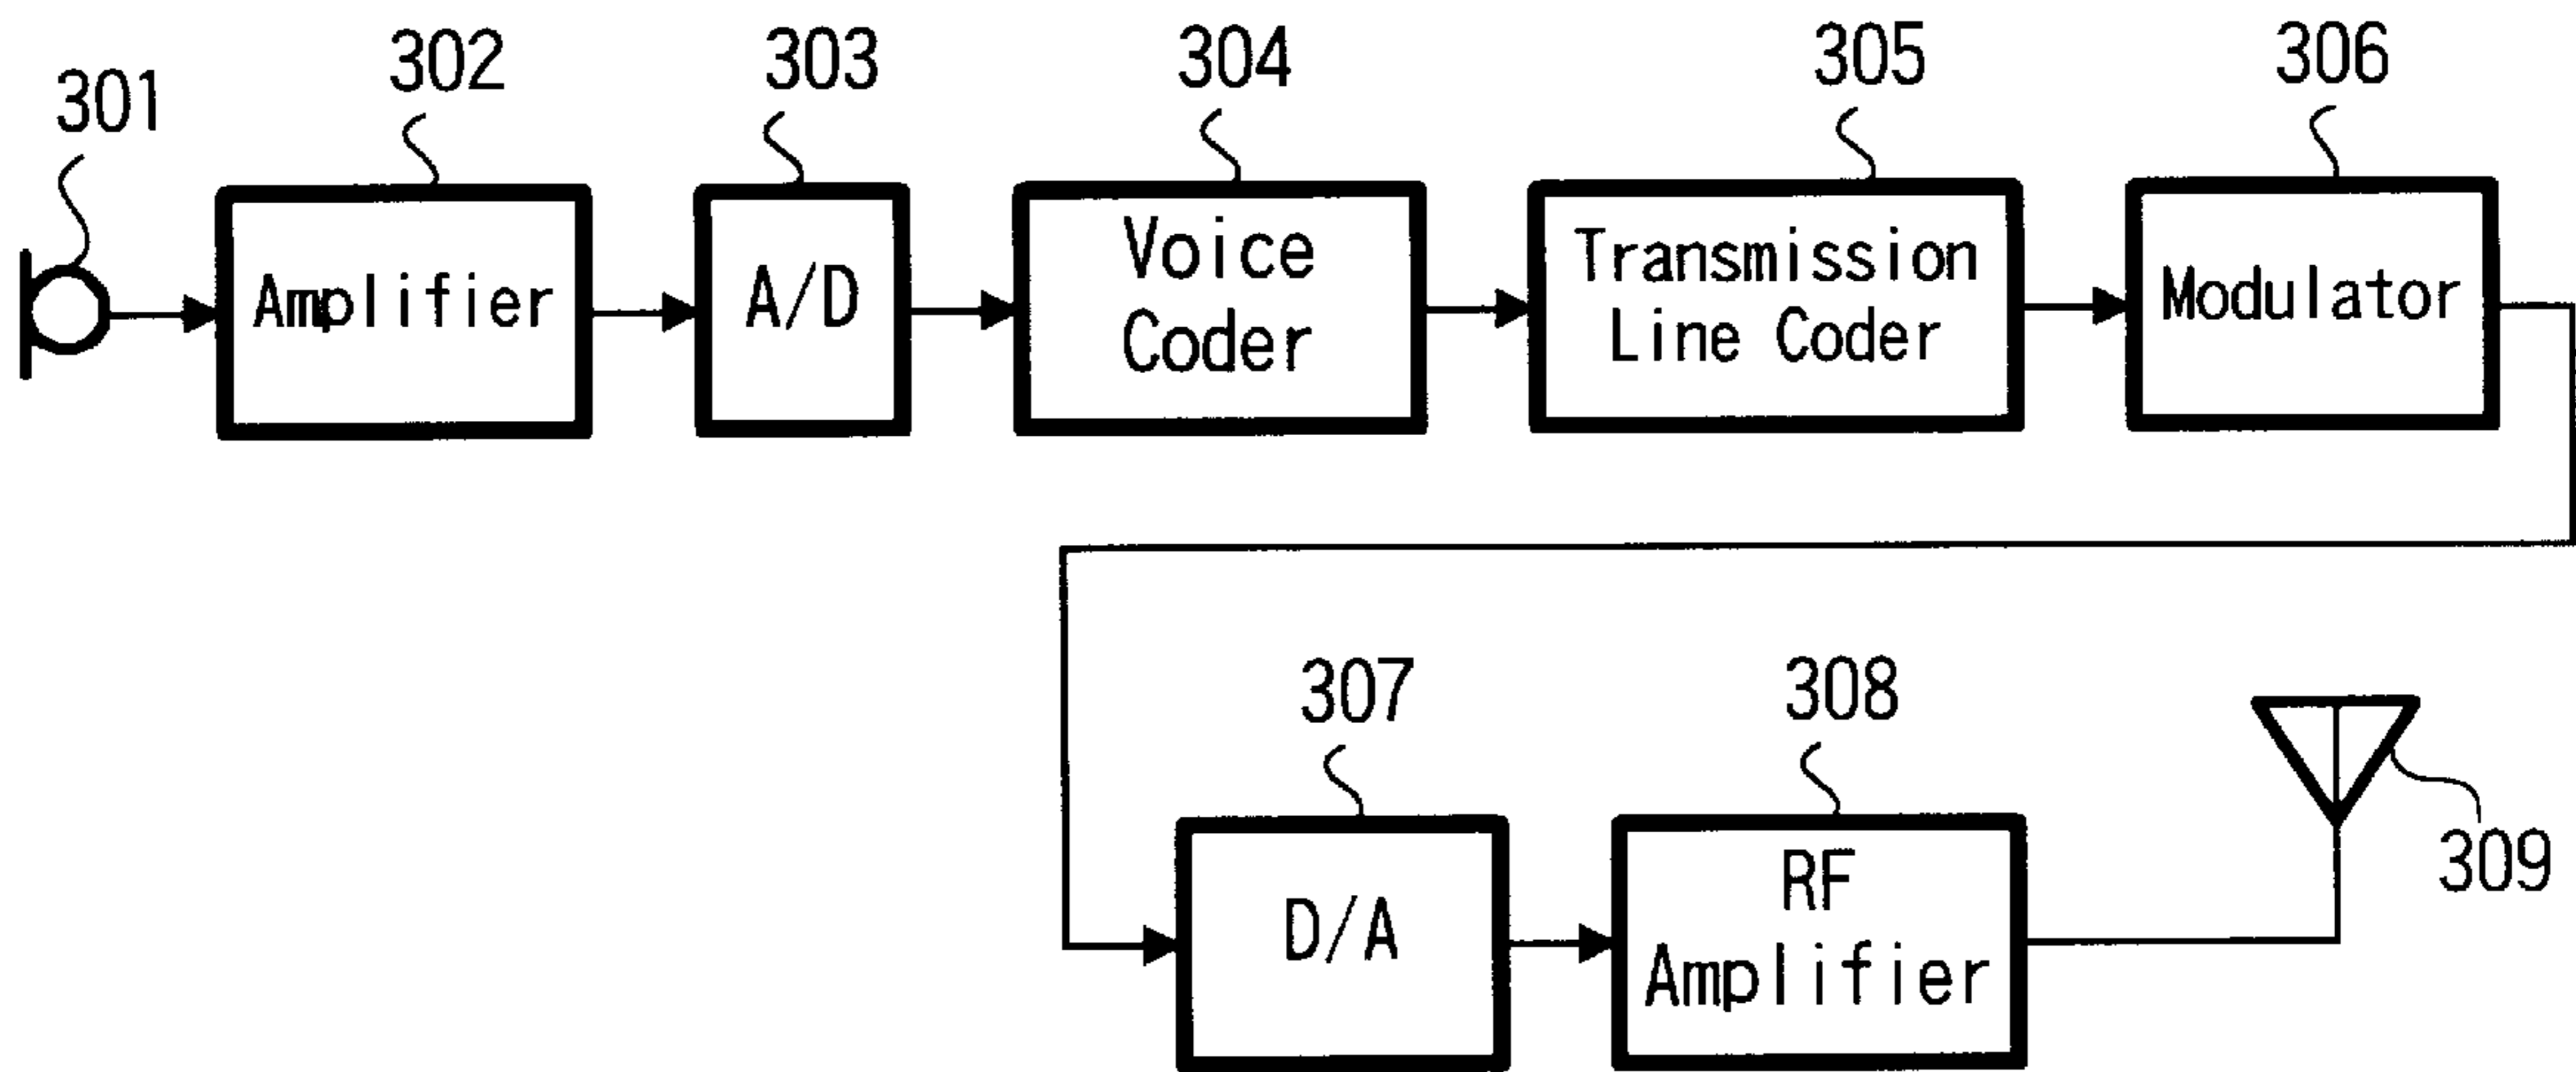 301
302
303
304
305
306
Amplifier
A/D
Voice
Coder
Transmission
Line Coder
Modulator
307
308
309
D/A
RF
Amplifier